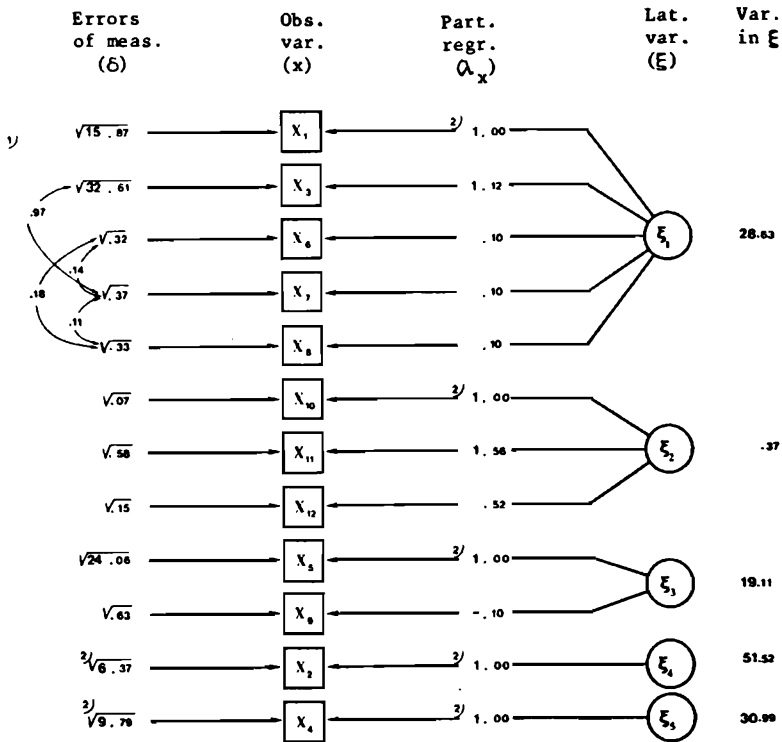 Errors of meas. (δ) Obs. var. (x) Part. regr. (λx) Lat. var. (ξ) Var. in ξ
1) √15.87 X1 2) 1.00
√32.61 X3 1.12
.97
√.32 X6 .10 ξ1 28.63
.14
.18 √.37 X7 .10
.11
√.33 X8 .10
√.07 X10 2) 1.00
√.58 X11 1.56 ξ2 .37
√.15 X12 .52
√24.06 X5 2) 1.00
ξ3 19.11
√.63 X9 -.10
2) √6.37 X2 2) 1.00 ξ4 51.52
2) √9.79 X4 2) 1.00 ξ5 30.99